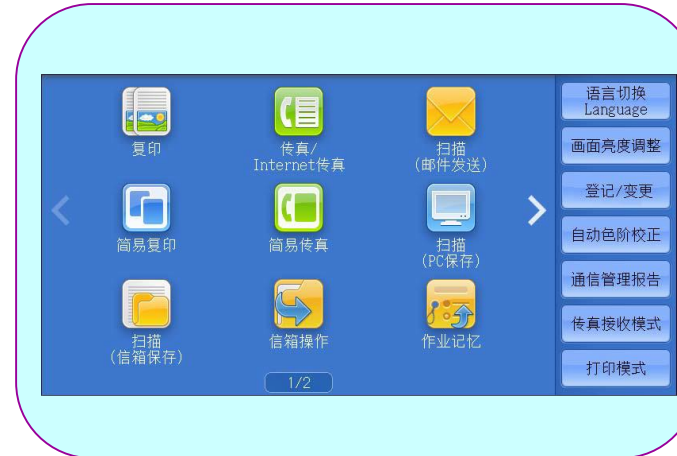 复印
传真/
Internet传真
扫描
(邮件发送)
简易复印
简易传真
扫描
(PC保存)
扫描
(信箱保存)
信箱操作
作业记忆
1/2
语言切换
Language
画面亮度调整
登记/变更
自动色阶校正
通信管理报告
传真接收模式
打印模式